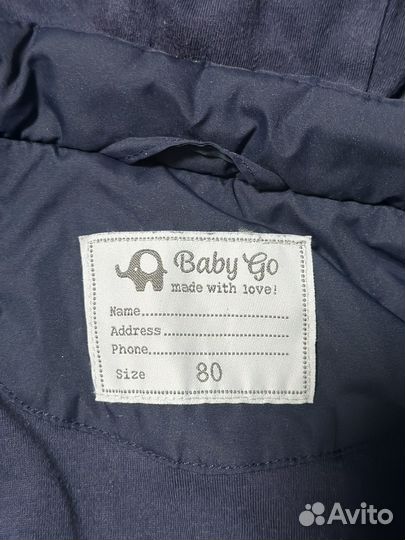 Baby Go
made with love!
Name
Address
Phone
Size 80
Avito